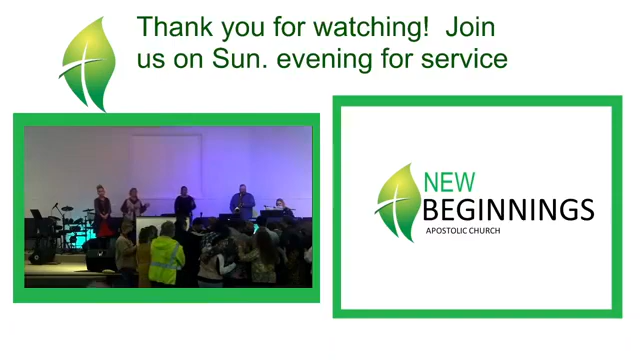 Thank you for watching!  Join
us on Sun. evening for service
NEW
BEGINNINGS
APOSTOLIC CHURCH